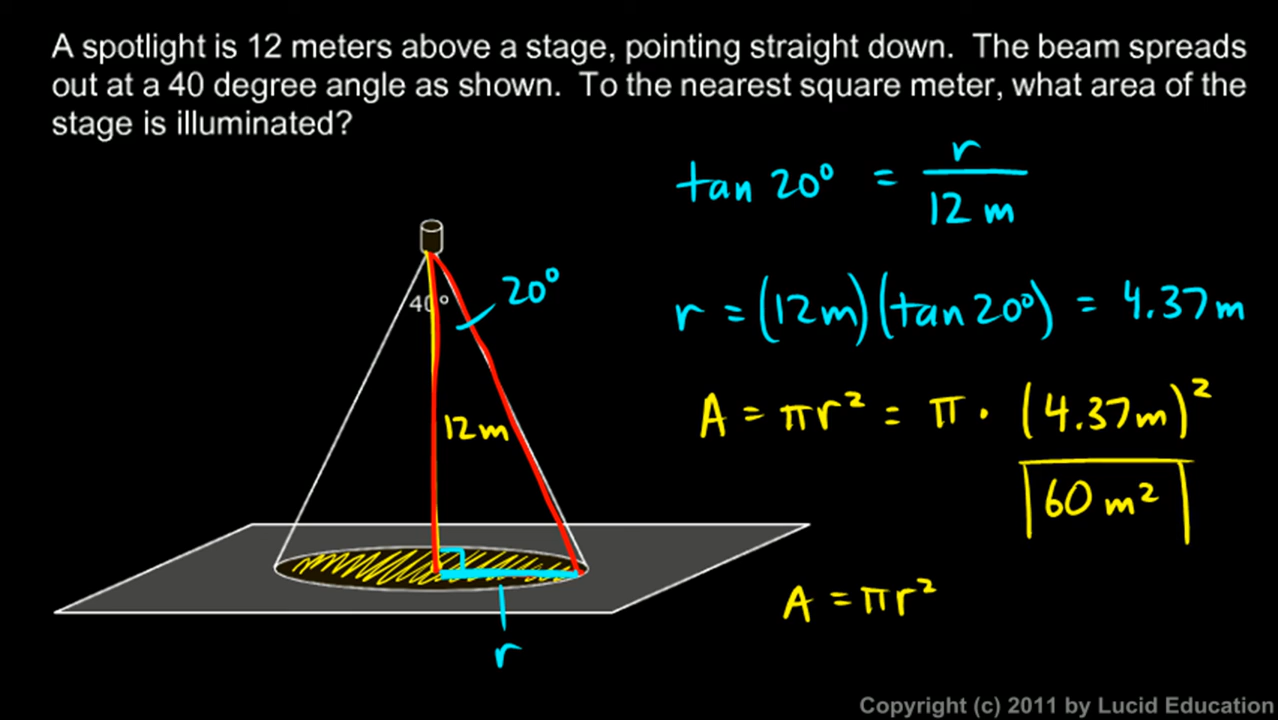 A spotlight is 12 meters above a stage, pointing straight down. The beam spreads
out at a 40 degree angle as shown. To the nearest square meter, what area of the
stage is illuminated?
tan 20° = r / 12 m
20°
40°
r = (12m)(tan 20°) = 4.37m
12 m
A = πr² = π · (4.37m)²
60 m²
A = πr²
r
Copyright (c) 2011 by Lucid Education